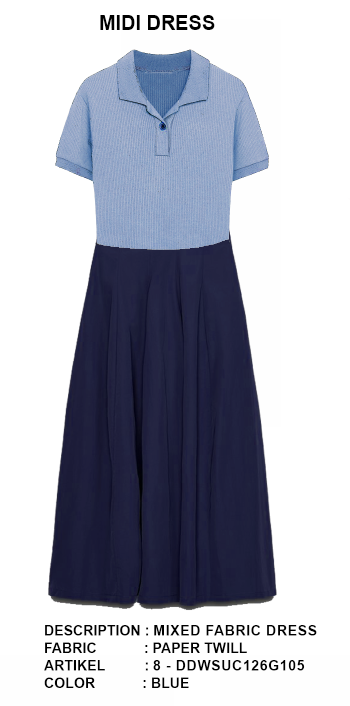 MIDI DRESS
DESCRIPTION : MIXED FABRIC DRESS
FABRIC : PAPER TWILL
ARTIKEL : 8 - DDWSUC126G105
COLOR : BLUE